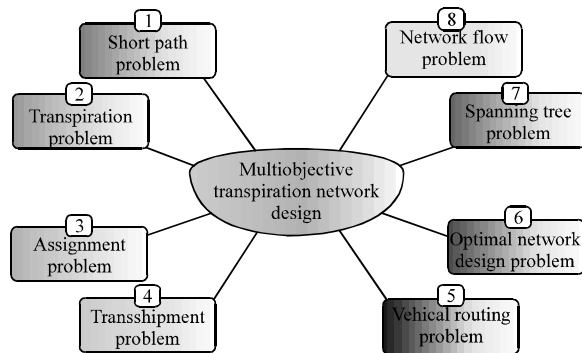 1
Short path
problem
2
Transpiration
problem
3
Assignment
problem
4
Transshipment
problem
Multiobjective
transpiration network
design
8
Network flow
problem
7
Spanning tree
problem
6
Optimal network
design problem
5
Vehical routing
problem